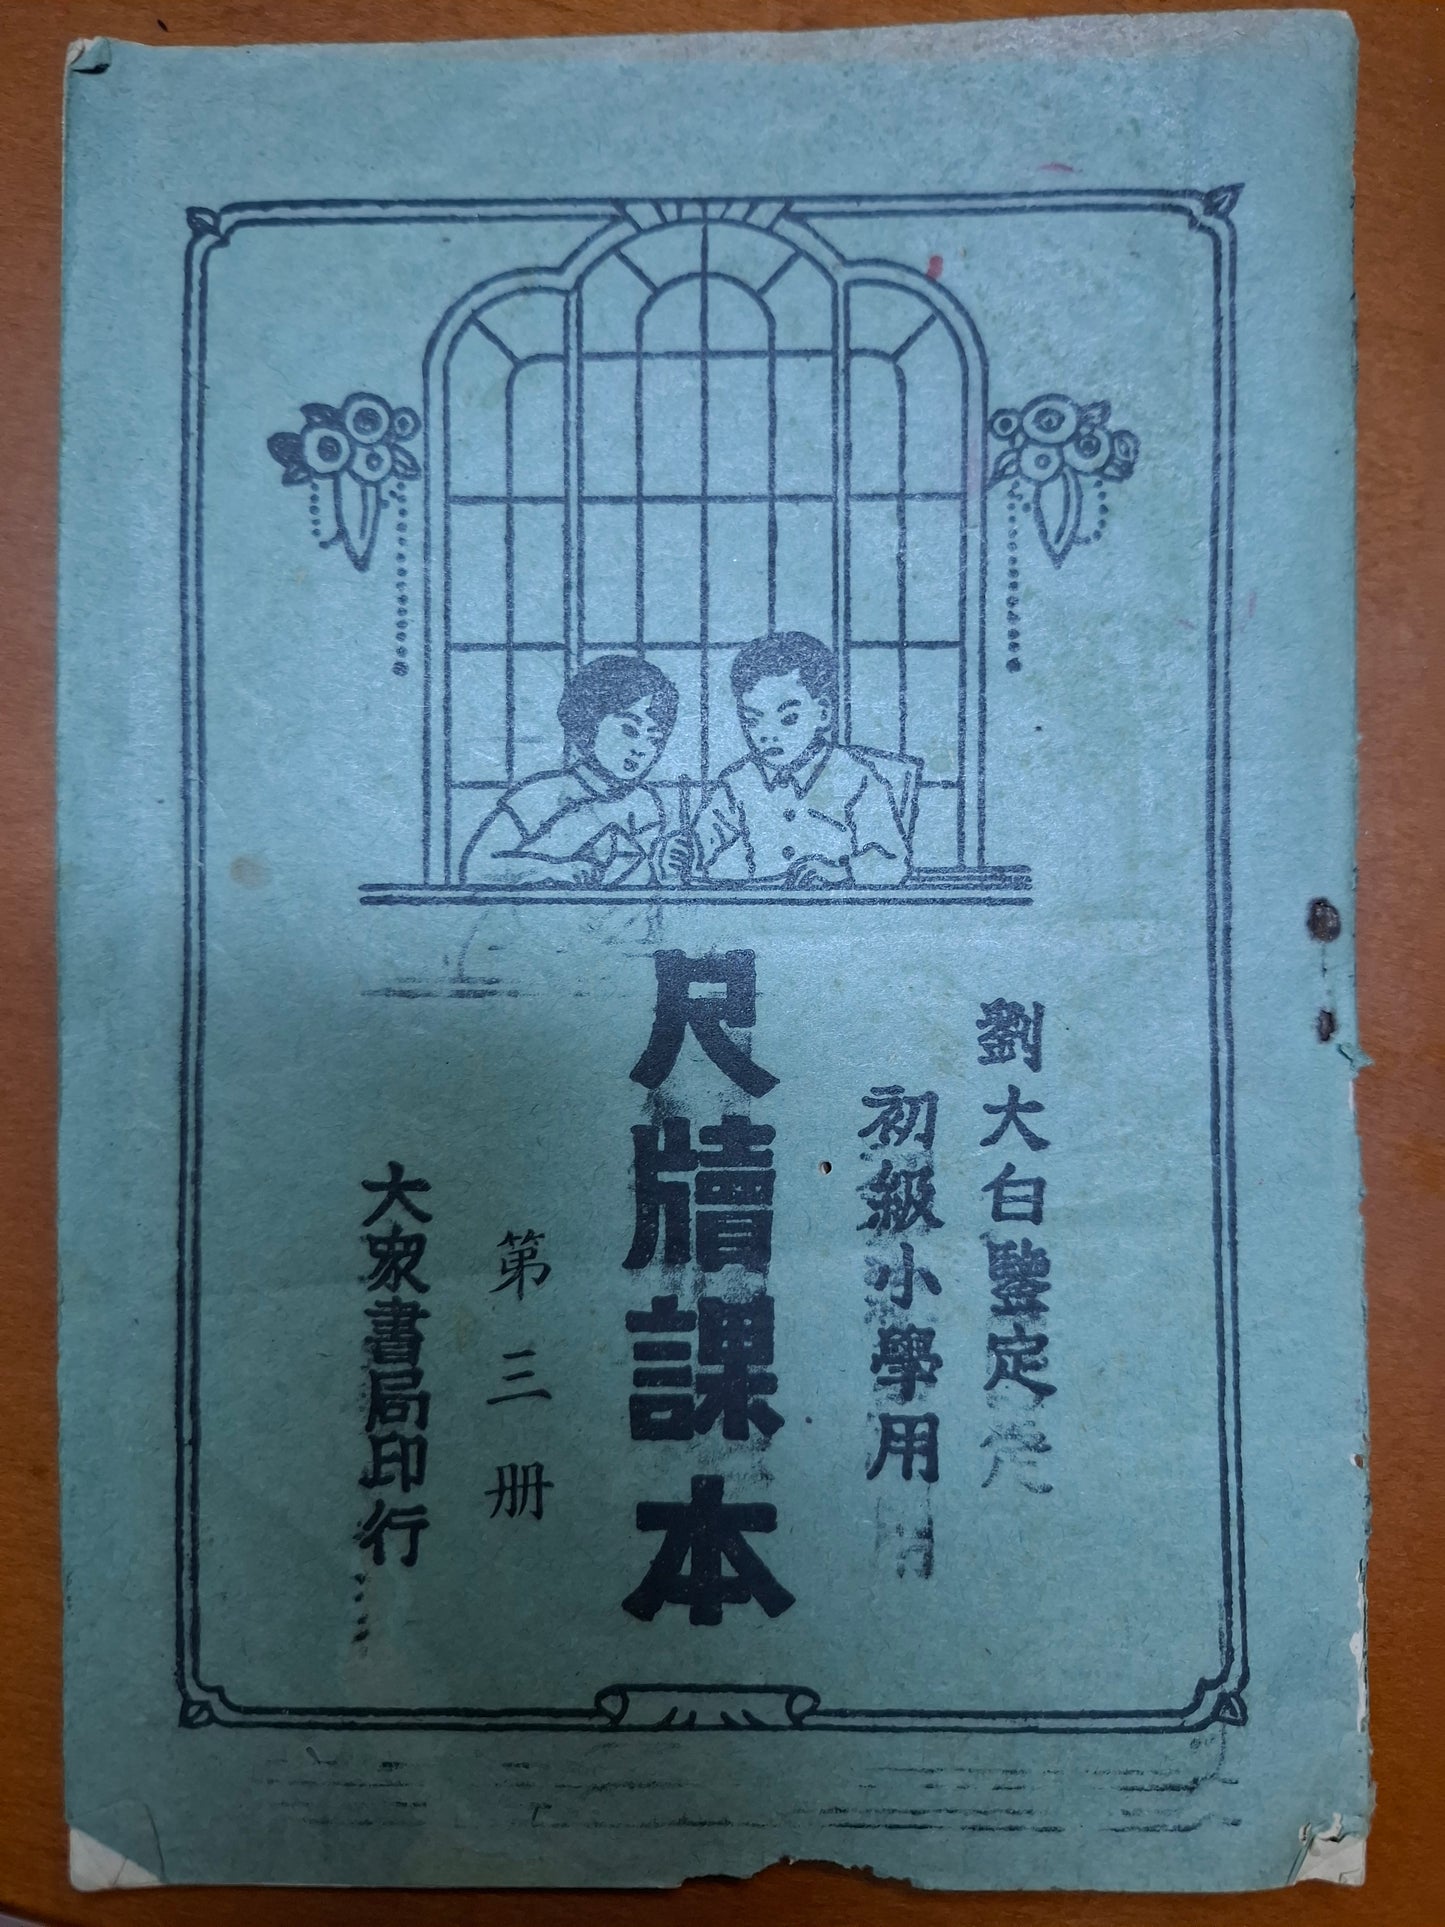 劉大白鑒定
初級小學用
尺牘課本
第三册
大衆書局印行